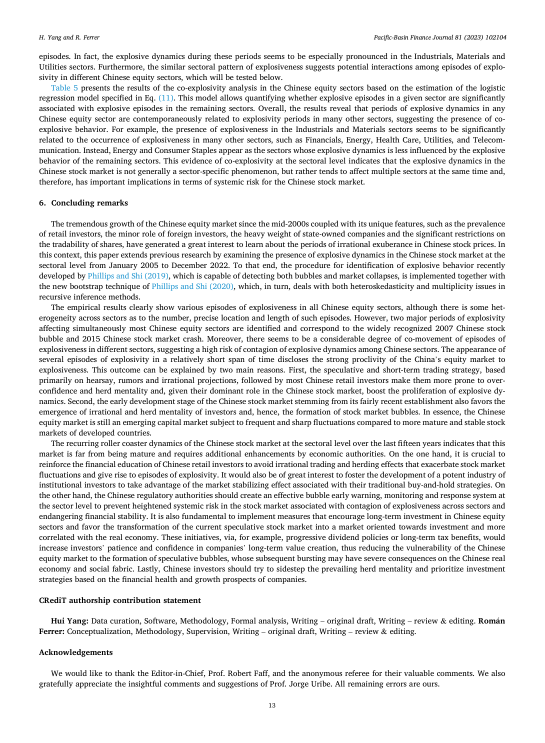 H. Yang and R. Ferrer
Pacific-Basin Finance Journal 81 (2023) 102104
episodes. In fact, the explosive dynamics during these periods seems to be especially pronounced in the Industrials, Materials and
Utilities sectors. Furthermore, the similar sectoral pattern of explosiveness suggests potential interactions among episodes of explo-
sivity in different Chinese equity sectors, which will be tested below.
Table 5 presents the results of the co-explosivity analysis in the Chinese equity sectors based on the estimation of the logistic
regression model specified in Eq. (11). This model allows quantifying whether explosive episodes in a given sector are significantly
associated with explosive episodes in the remaining sectors. Overall, the results reveal that periods of explosive dynamics in any
Chinese equity sector are contemporaneously related to explosivity periods in many other sectors, suggesting the presence of co-
explosive behavior. For example, the presence of explosiveness in the Industrials and Materials sectors seems to be significantly
related to the occurrence of explosiveness in many other sectors, such as Financials, Energy, Health Care, Utilities, and Telecom-
munication. Instead, Energy and Consumer Staples appear as the sectors whose explosive dynamics is less influenced by the explosive
behavior of the remaining sectors. This evidence of co-explosivity at the sectoral level indicates that the explosive dynamics in the
Chinese stock market is not generally a sector-specific phenomenon, but rather tends to affect multiple sectors at the same time and,
therefore, has important implications in terms of systemic risk for the Chinese stock market.
6. Concluding remarks
The tremendous growth of the Chinese equity market since the mid-2000s coupled with its unique features, such as the prevalence
of retail investors, the minor role of foreign investors, the heavy weight of state-owned companies and the significant restrictions on
the tradability of shares, have generated a great interest to learn about the periods of irrational exuberance in Chinese stock prices. In
this context, this paper extends previous research by examining the presence of explosive dynamics in the Chinese stock market at the
sectoral level from January 2005 to December 2022. To that end, the procedure for identification of explosive behavior recently
developed by Phillips and Shi (2019), which is capable of detecting both bubbles and market collapses, is implemented together with
the new bootstrap technique of Phillips and Shi (2020), which, in turn, deals with both heteroskedasticity and multiplicity issues in
recursive inference methods.
The empirical results clearly show various episodes of explosiveness in all Chinese equity sectors, although there is some het-
erogeneity across sectors as to the number, precise location and length of such episodes. However, two major periods of explosivity
affecting simultaneously most Chinese equity sectors are identified and correspond to the widely recognized 2007 Chinese stock
bubble and 2015 Chinese stock market crash. Moreover, there seems to be a considerable degree of co-movement of episodes of
explosiveness in different sectors, suggesting a high risk of contagion of explosive dynamics among Chinese sectors. The appearance of
several episodes of explosivity in a relatively short span of time discloses the strong proclivity of the China's equity market to
explosiveness. This outcome can be explained by two main reasons. First, the speculative and short-term trading strategy, based
primarily on hearsay, rumors and irrational projections, followed by most Chinese retail investors make them more prone to over-
confidence and herd mentality and, given their dominant role in the Chinese stock market, boost the proliferation of explosive dy-
namics. Second, the early development stage of the Chinese stock market stemming from its fairly recent establishment also favors the
emergence of irrational and herd mentality of investors and, hence, the formation of stock market bubbles. In essence, the Chinese
equity market is still an emerging capital market subject to frequent and sharp fluctuations compared to more mature and stable stock
markets of developed countries.
The recurring roller coaster dynamics of the Chinese stock market at the sectoral level over the last fifteen years indicates that this
market is far from being mature and requires additional enhancements by economic authorities. On the one hand, it is crucial to
reinforce the financial education of Chinese retail investors to avoid irrational trading and herding effects that exacerbate stock market
fluctuations and give rise to episodes of explosivity. It would also be of great interest to foster the development of a potent industry of
institutional investors to take advantage of the market stabilizing effect associated with their traditional buy-and-hold strategies. On
the other hand, the Chinese regulatory authorities should create an effective bubble early warning, monitoring and response system at
the sector level to prevent heightened systemic risk in the stock market associated with contagion of explosiveness across sectors and
endangering financial stability. It is also fundamental to implement measures that encourage long-term investment in Chinese equity
sectors and favor the transformation of the current speculative stock market into a market oriented towards investment and more
correlated with the real economy. These initiatives, via, for example, progressive dividend policies or long-term tax benefits, would
increase investors' patience and confidence in companies' long-term value creation, thus reducing the vulnerability of the Chinese
equity market to the formation of speculative bubbles, whose subsequent bursting may have severe consequences on the Chinese real
economy and social fabric. Lastly, Chinese investors should try to sidestep the prevailing herd mentality and prioritize investment
strategies based on the financial health and growth prospects of companies.
CRediT authorship contribution statement
Hui Yang: Data curation, Software, Methodology, Formal analysis, Writing – original draft, Writing – review & editing. Román
Ferrer: Conceptualization, Methodology, Supervision, Writing – original draft, Writing – review & editing.
Acknowledgements
We would like to thank the Editor-in-Chief, Prof. Robert Faff, and the anonymous referee for their valuable comments. We also
gratefully appreciate the insightful comments and suggestions of Prof. Jorge Uribe. All remaining errors are ours.
13